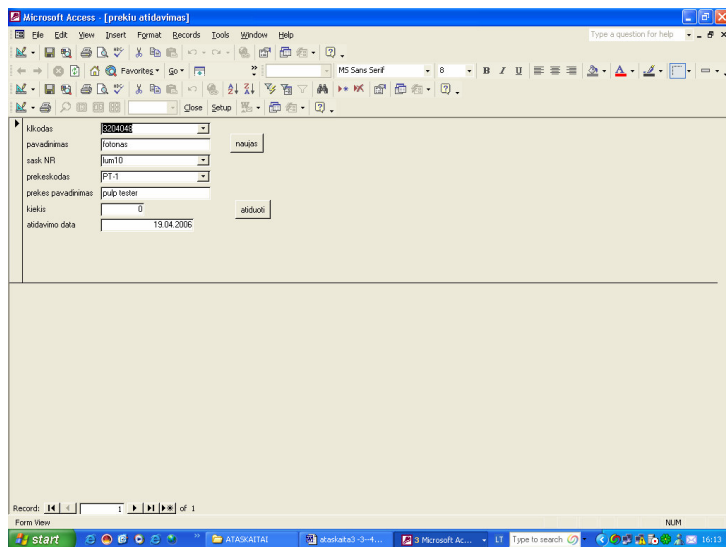 Microsoft Access - [prekiu atidavimas]
File Edit View Insert Format Records Tools Window Help Type a question for help
Favorites Go MS Sans Serif 8 B I U
Close Setup
klkodas 3204048
pavadinimas fotonas naujas
sask NR lum10
prekeskodas PT-1
prekes pavadinimas pulp tester
kiekis 0 atiduoti
atidavimo data 19.04.2006
Record: 1 of 1
Form View NUM
start ATASKAITAI ataskaita3 -3--4... 3 Microsoft Ac... LT Type to search 16:13